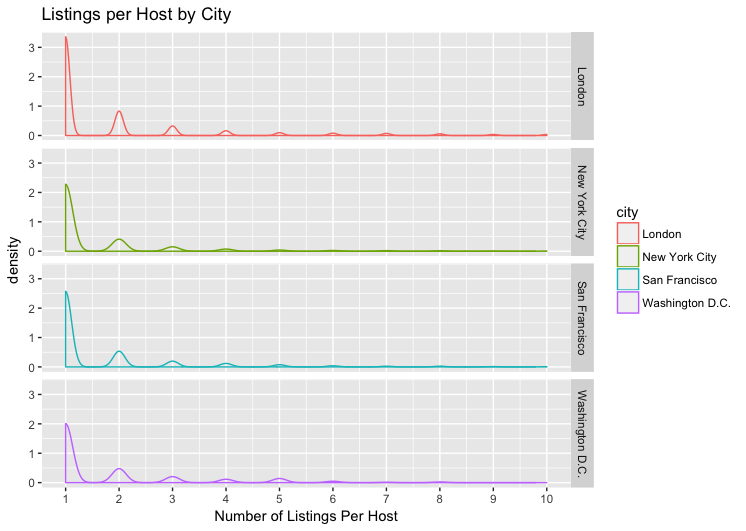 Listings per Host by City
density
3
2
1
0
London
3
2
1
0
New York City
3
2
1
0
San Francisco
3
2
1
0
Washington D.C.
1 2 3 4 5 6 7 8 9 10
Number of Listings Per Host
city
London
New York City
San Francisco
Washington D.C.